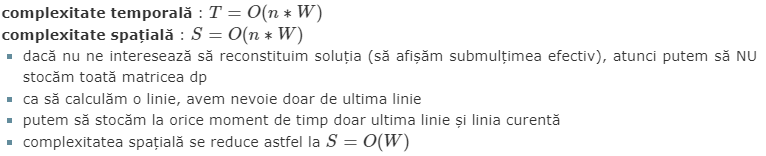 complexitate temporală : T = O(n * W)
complexitate spațială : S = O(n * W)
dacă nu ne interesează să reconstituim soluția (să afișăm submulțimea efectiv), atunci putem să NU
stocăm toată matricea dp
ca să calculăm o linie, avem nevoie doar de ultima linie
putem să stocăm la orice moment de timp doar ultima linie și linia curentă
complexitatea spațială se reduce astfel la S = O(W)